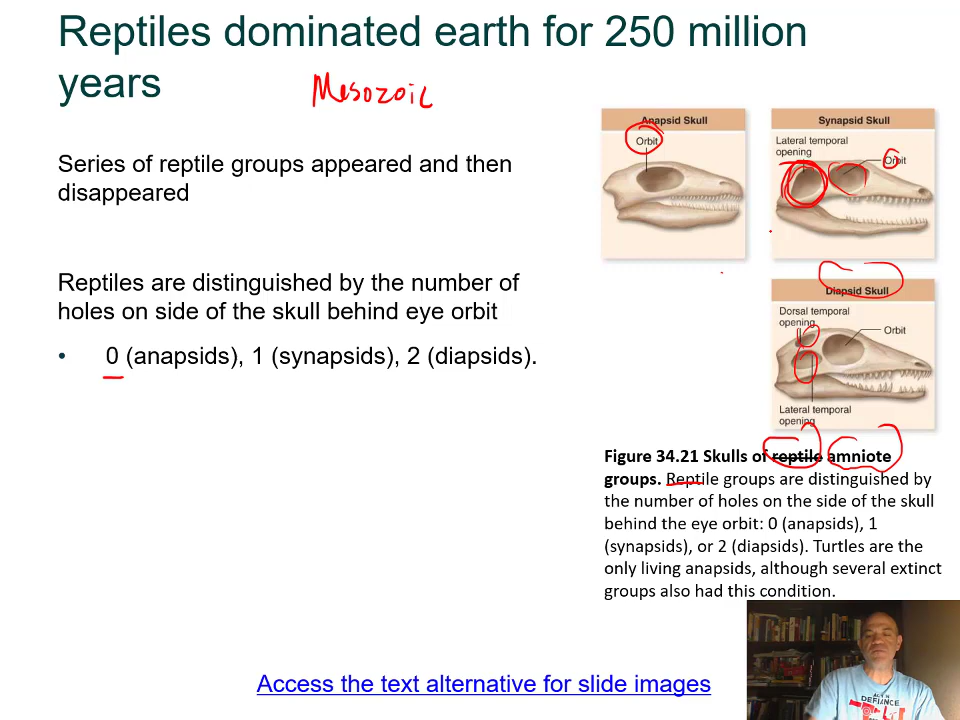 Reptiles dominated earth for 250 million
years
Mesozoic
Series of reptile groups appeared and then
disappeared
Reptiles are distinguished by the number of
holes on side of the skull behind eye orbit
• 0 (anapsids), 1 (synapsids), 2 (diapsids).
Anapsid Skull
Orbit
Synapsid Skull
Lateral temporal
opening
Orbit
Diapsid Skull
Dorsal temporal
opening
Orbit
Lateral temporal
opening
Figure 34.21 Skulls of reptile amniote
groups. Reptile groups are distinguished by
the number of holes on the side of the skull
behind the eye orbit: 0 (anapsids), 1
(synapsids), or 2 (diapsids). Turtles are the
only living anapsids, although several extinct
groups also had this condition.
Access the text alternative for slide images
DEFIANCE